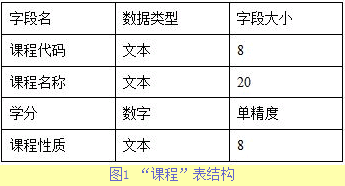 字段名 数据类型 字段大小
课程代码 文本 8
课程名称 文本 20
学分 数字 单精度
课程性质 文本 8
图1 “课程”表结构